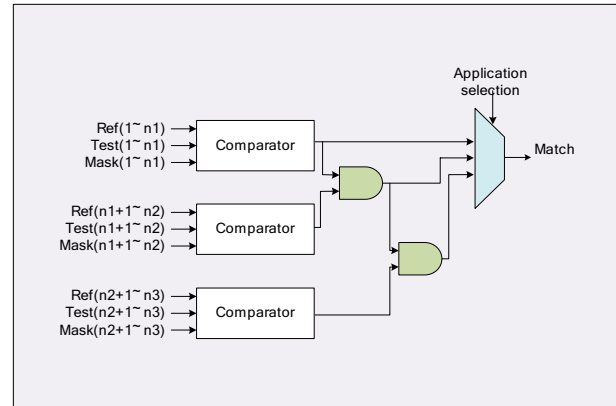 Application
selection
Ref(1~ n1)
Test(1~ n1)
Mask(1~ n1)
Comparator
Match
Ref(n1+1~ n2)
Test(n1+1~ n2)
Mask(n1+1~ n2)
Comparator
Ref(n2+1~ n3)
Test(n2+1~ n3)
Mask(n2+1~ n3)
Comparator